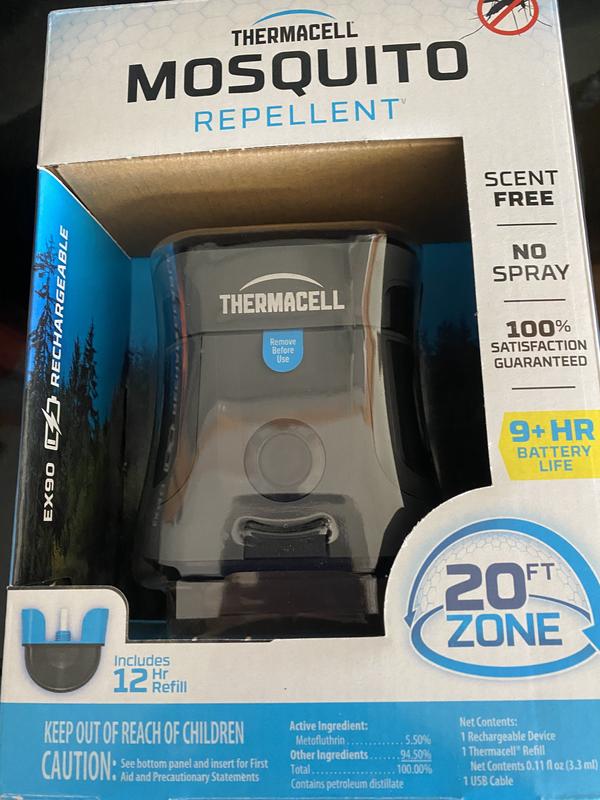 THERMACELL
MOSQUITO
REPELLENT
SCENT
FREE
NO
SPRAY
100%
SATISFACTION
GUARANTEED
9+ HR
BATTERY
LIFE
EX90 RECHARGEABLE
THERMACELL
Remove
Before
Use
20 FT
ZONE
Includes
12 Hr
Refill
KEEP OUT OF REACH OF CHILDREN
CAUTION • See bottom panel and insert for First
• Aid and Precautionary Statements
Active Ingredient:
Metofluthrin .............. 5.50%
Other Ingredients ....... 94.50%
Total ....................... 100.00%
Contains petroleum distillate
Net Contents:
1 Rechargeable Device
1 Thermacell® Refill
Net Contents 0.11 fl oz (3.3 ml)
1 USB Cable